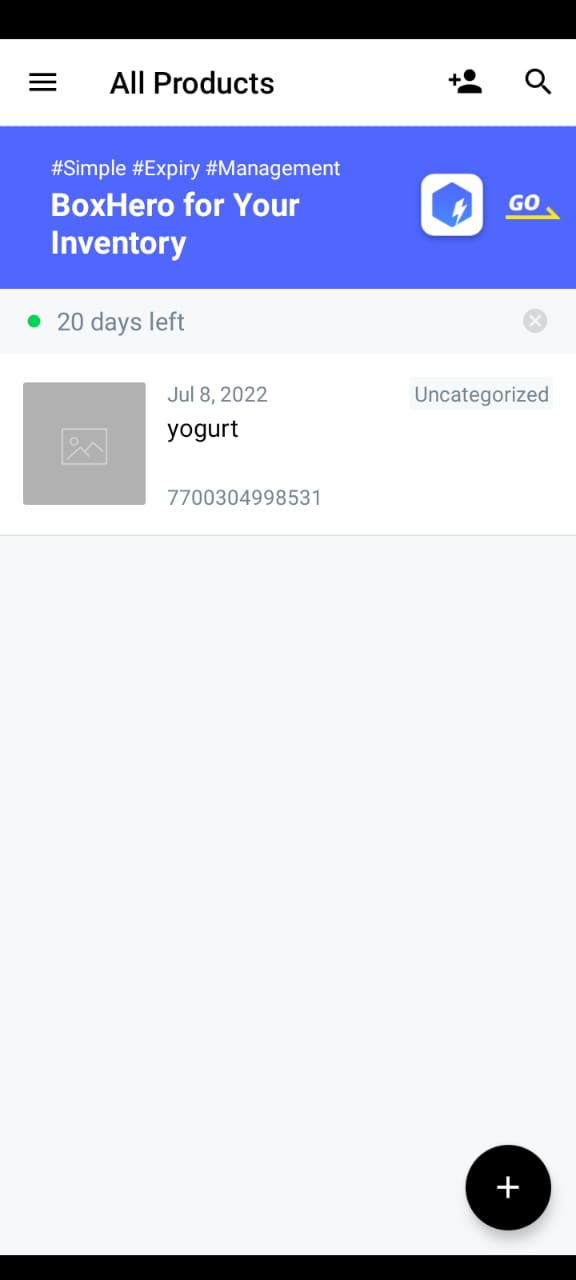 All Products
#Simple #Expiry #Management
BoxHero for Your
Inventory
GO
20 days left
Jul 8, 2022
Uncategorized
yogurt
7700304998531